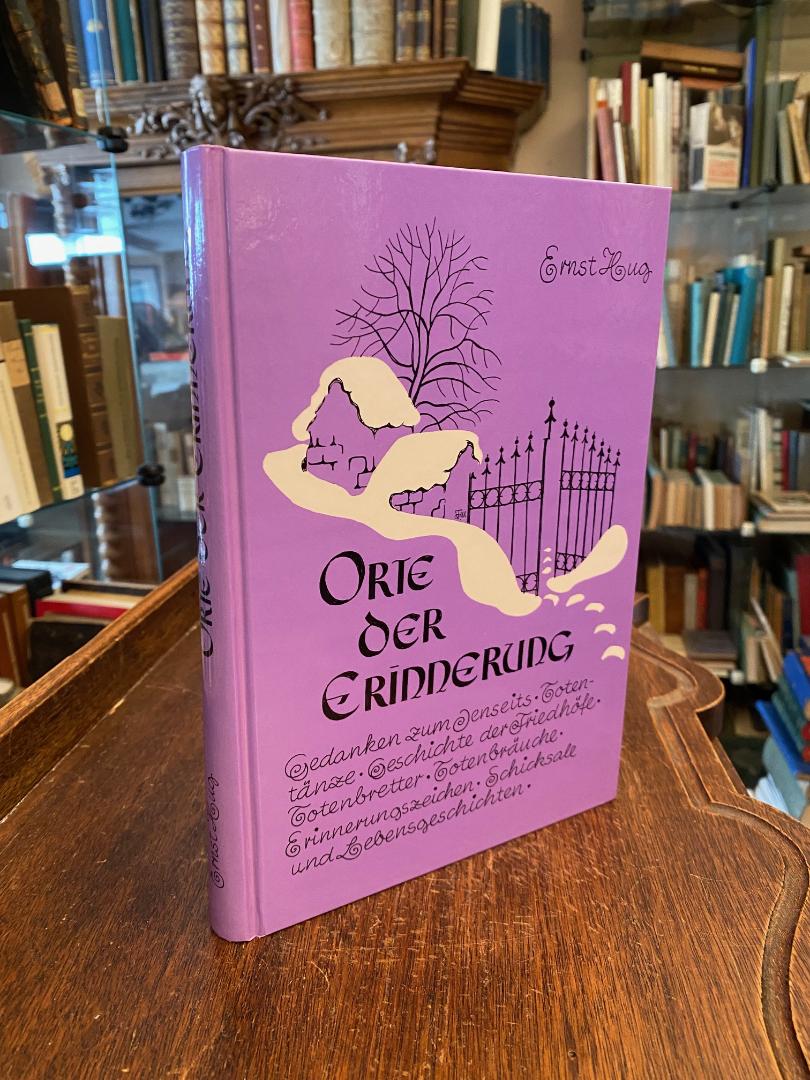 Ernst Hug
Orte
der
Erinnerung
Gedanken zum Jenseits · Toten-
tänze · Geschichte der Friedhöfe ·
Totenbretter · Totenbräuche ·
Erinnerungszeichen · Schicksale
und Lebensgeschichten ·
Orte der Erinnerung
Ernst Hug